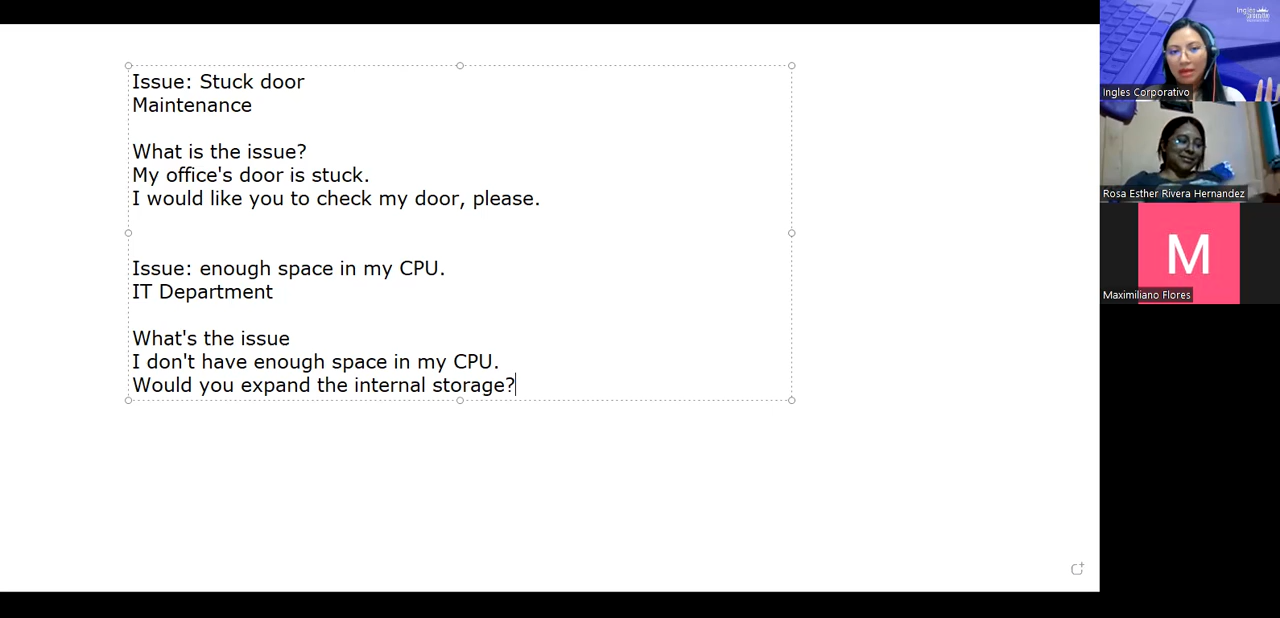 Issue: Stuck door
Maintenance
What is the issue?
My office's door is stuck.
I would like you to check my door, please.
Issue: enough space in my CPU.
IT Department
What's the issue
I don't have enough space in my CPU.
Would you expand the internal storage?
Ingles Corporativo
Rosa Esther Rivera Hernandez
M
Maximiliano Flores